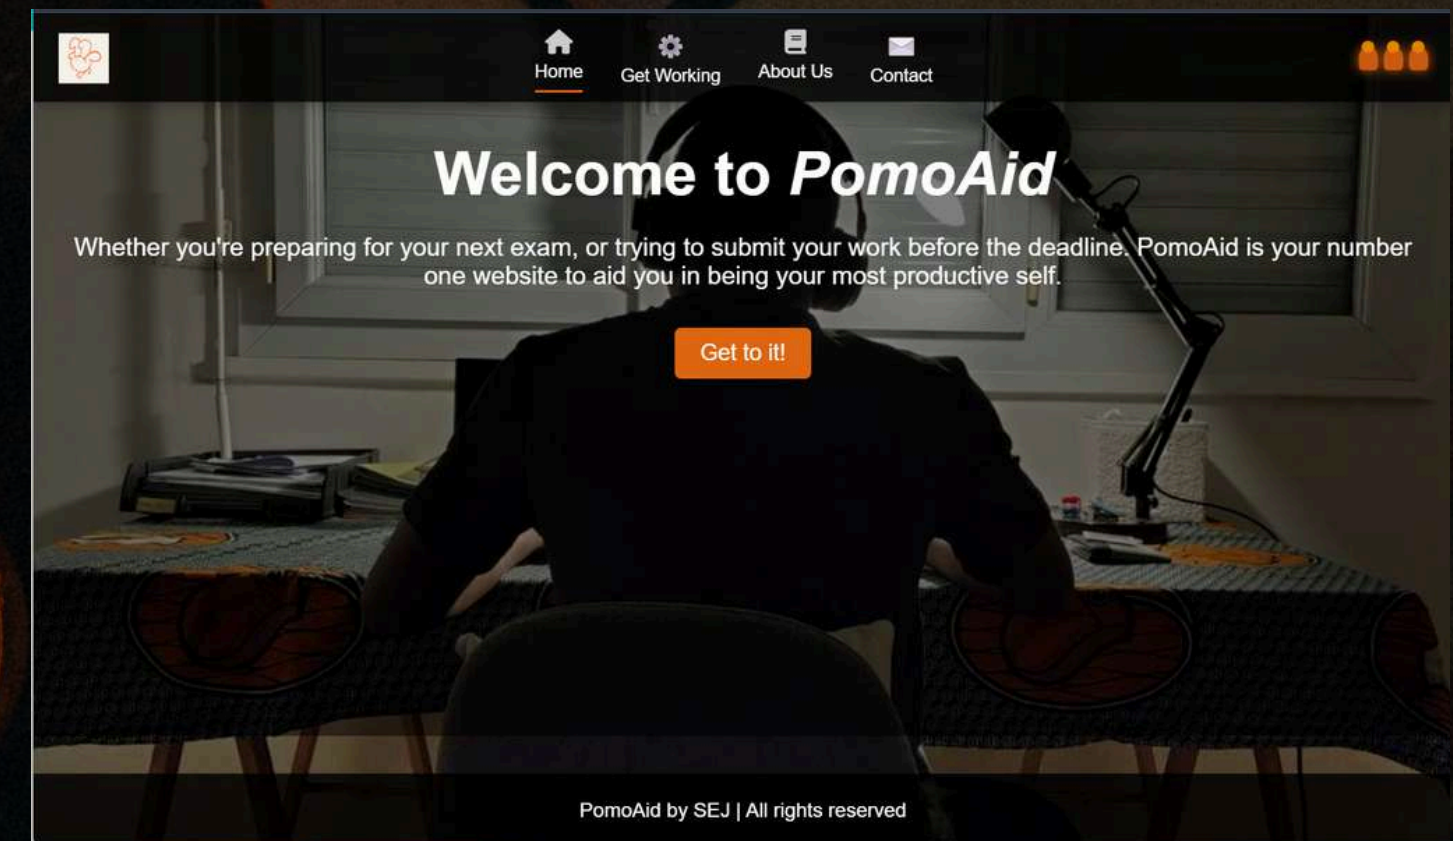 Home
Get Working
About Us
Contact
Welcome to PomoAid
Whether you're preparing for your next exam, or trying to submit your work before the deadline. PomoAid is your number
one website to aid you in being your most productive self.
Get to it!
PomoAid by SEJ | All rights reserved